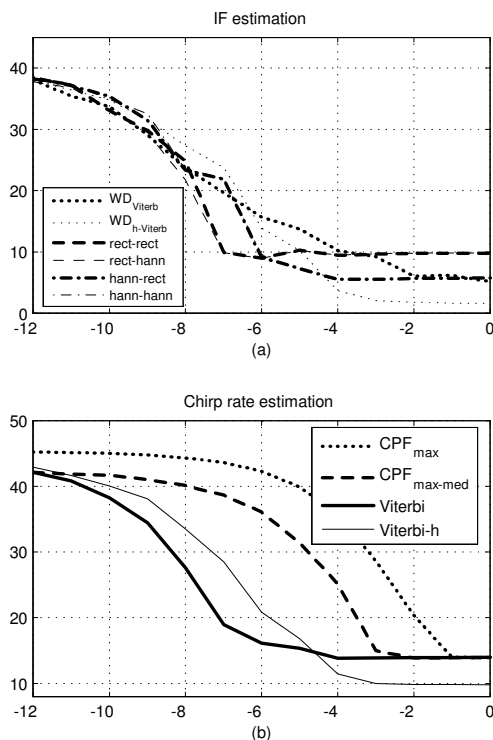 IF estimation
40
30
20
10
0
WD_Viterb
WD_h-Viterb
rect-rect
rect-hann
hann-rect
hann-hann
-12 -10 -8 -6 -4 -2 0
(a)
Chirp rate estimation
50
40
30
20
10
CPF_max
CPF_max-med
Viterbi
Viterbi-h
-12 -10 -8 -6 -4 -2 0
(b)